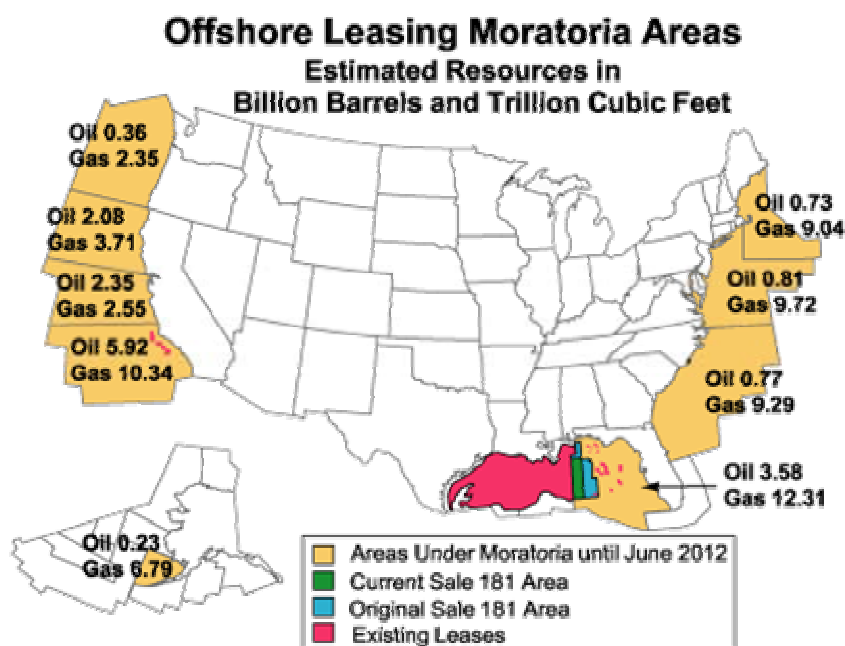 Offshore Leasing Moratoria Areas
Estimated Resources in
Billion Barrels and Trillion Cubic Feet
Oil 0.36
Gas 2.35
Oil 2.08
Gas 3.71
Oil 2.35
Gas 2.55
Oil 5.92
Gas 10.34
Oil 0.73
Gas 9.04
Oil 0.81
Gas 9.72
Oil 0.77
Gas 9.29
Oil 3.58
Gas 12.31
Oil 0.23
Gas 6.79
Areas Under Moratoria until June 2012
Current Sale 181 Area
Original Sale 181 Area
Existing Leases